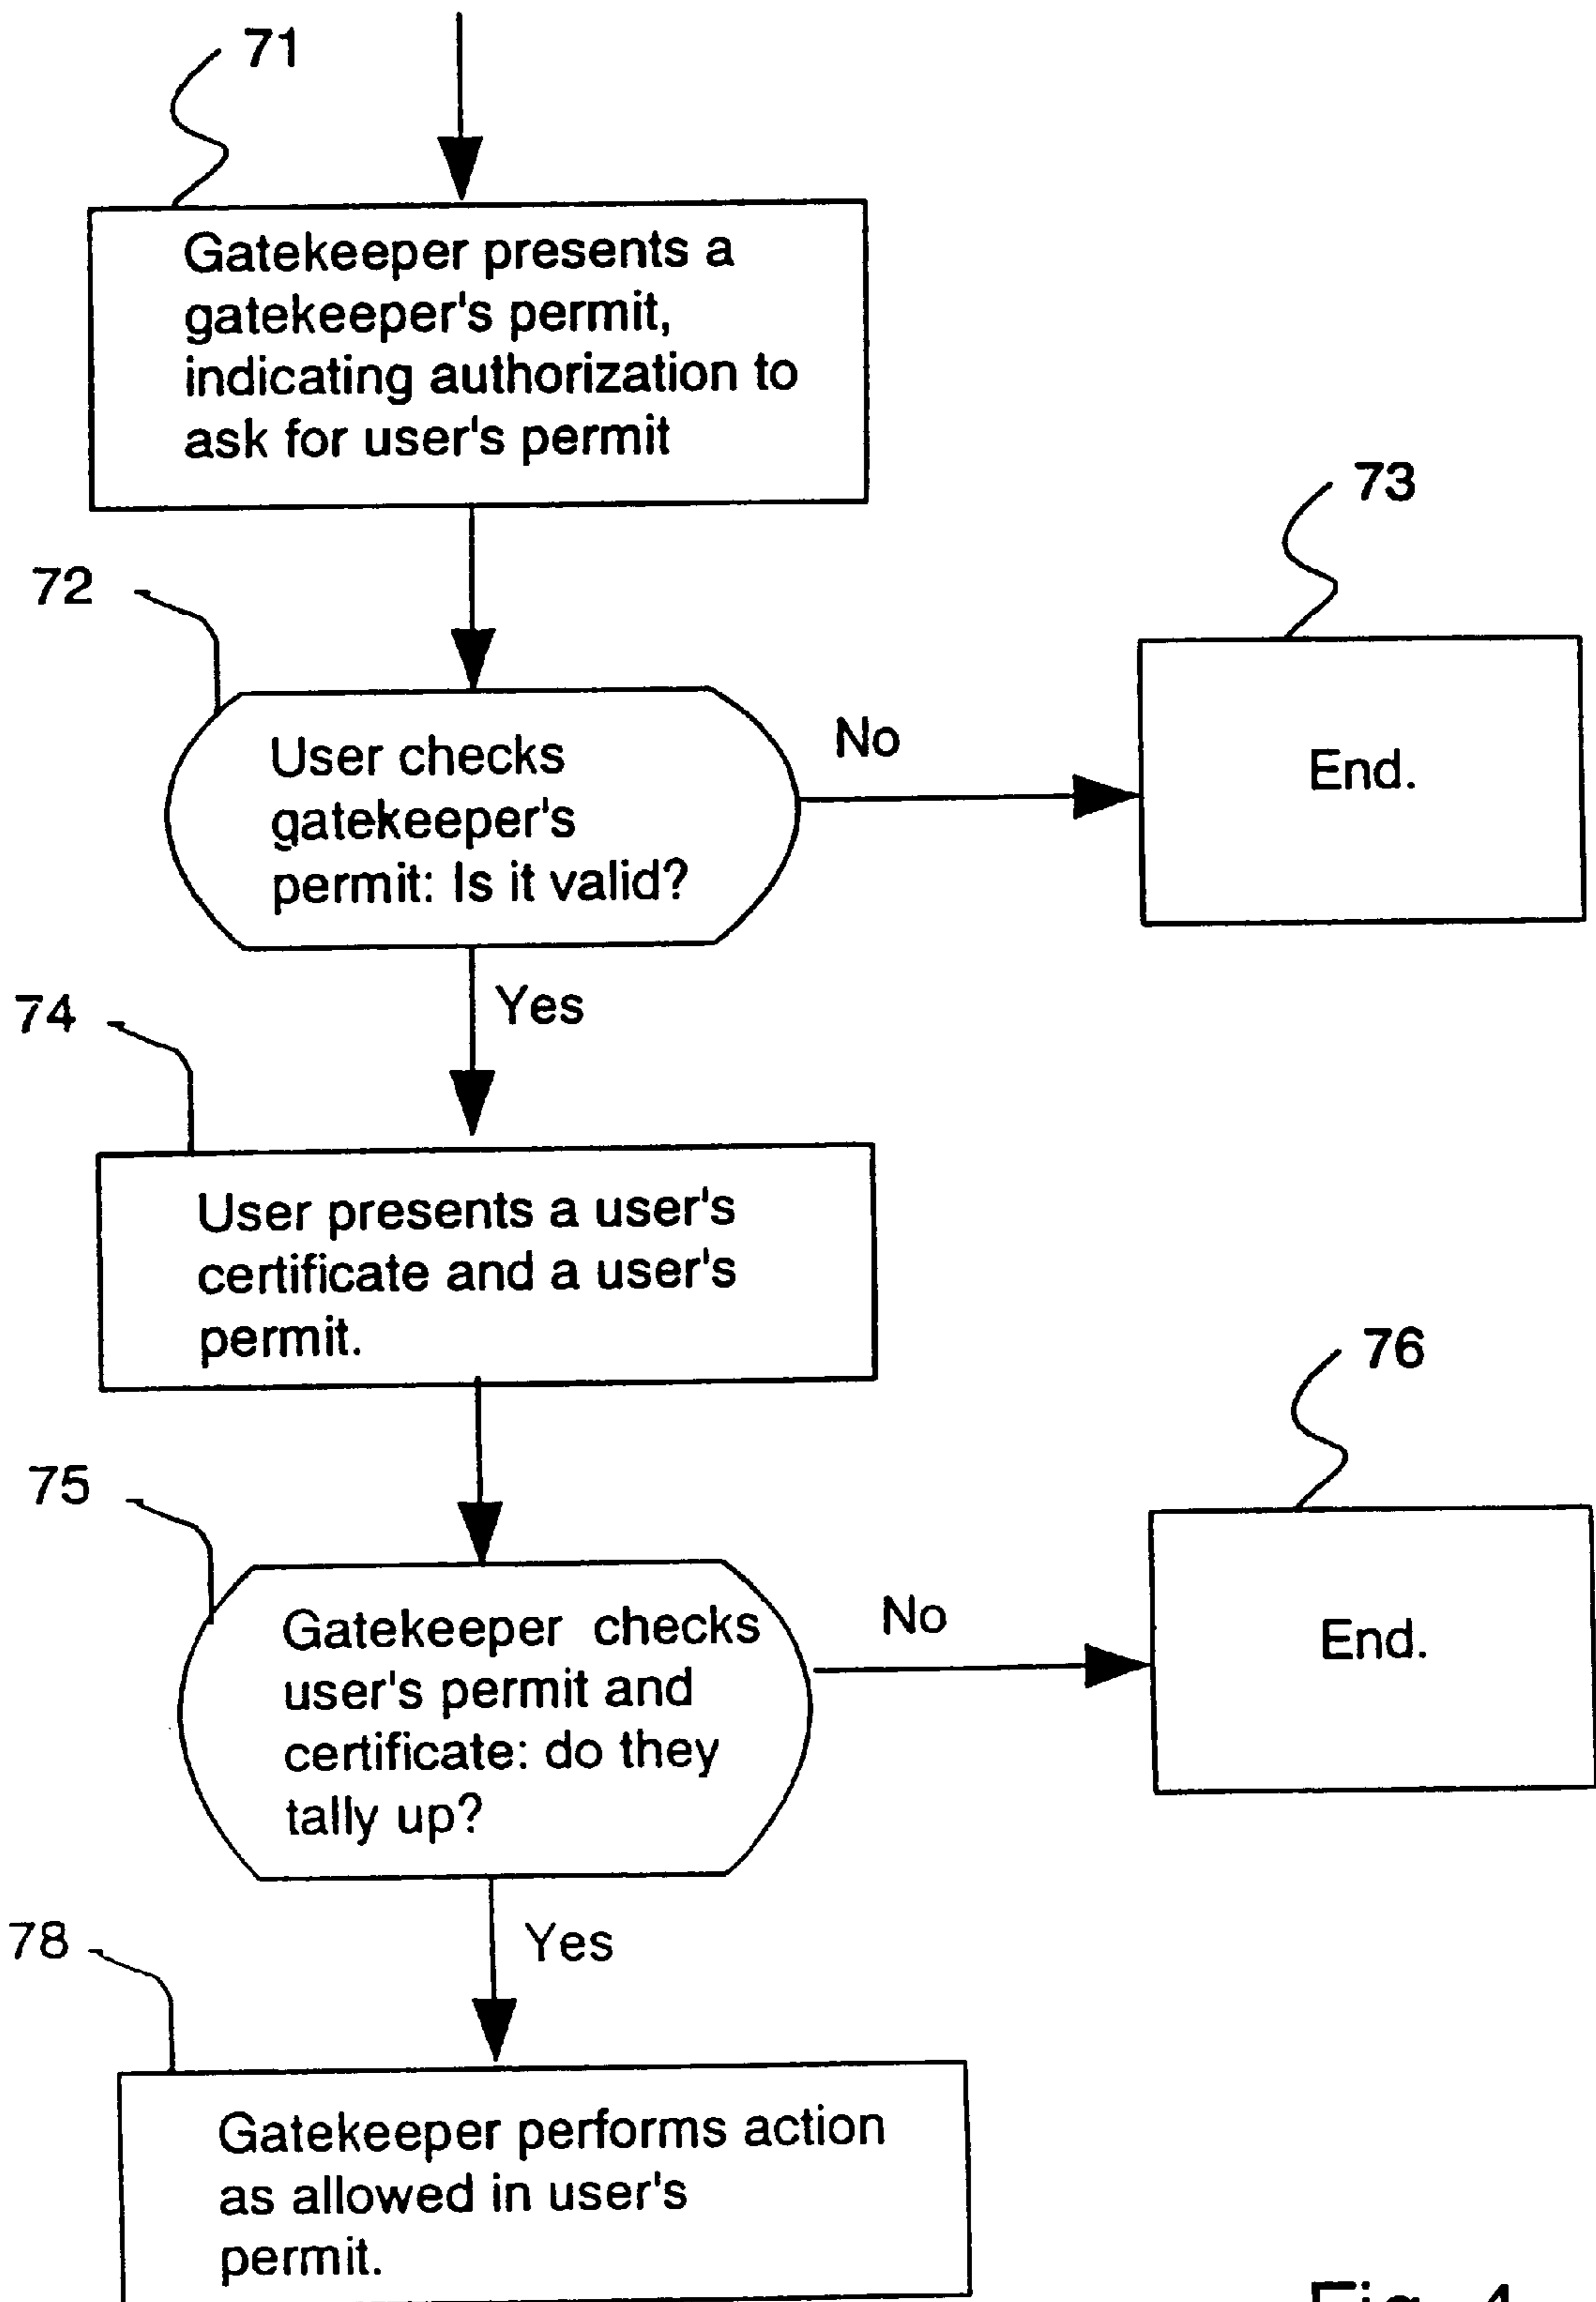 71
Gatekeeper presents a
gatekeeper's permit,
indicating authorization to
ask for user's permit
73
72
User checks
gatekeeper's
permit: Is it valid?
No
End.
Yes
74
User presents a user's
certificate and a user's
permit.
76
75
Gatekeeper checks
user's permit and
certificate: do they
tally up?
No
End.
Yes
78
Gatekeeper performs action
as allowed in user's
permit.